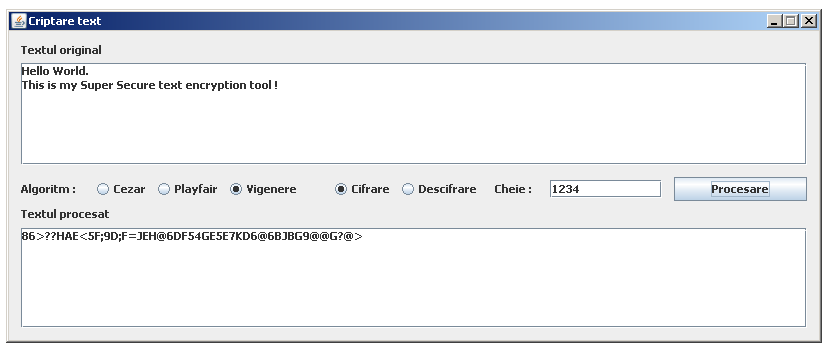 Criptare text
Textul original
Hello World.
This is my Super Secure text encryption tool !
Algoritm : Cezar Playfair Vigenere Cifrare Descifrare Cheie : 1234 Procesare
Textul procesat
86>??HAE<5F;9D;F=JEH@6DF54GE5E7KD6@6BJBG9@@G?@>